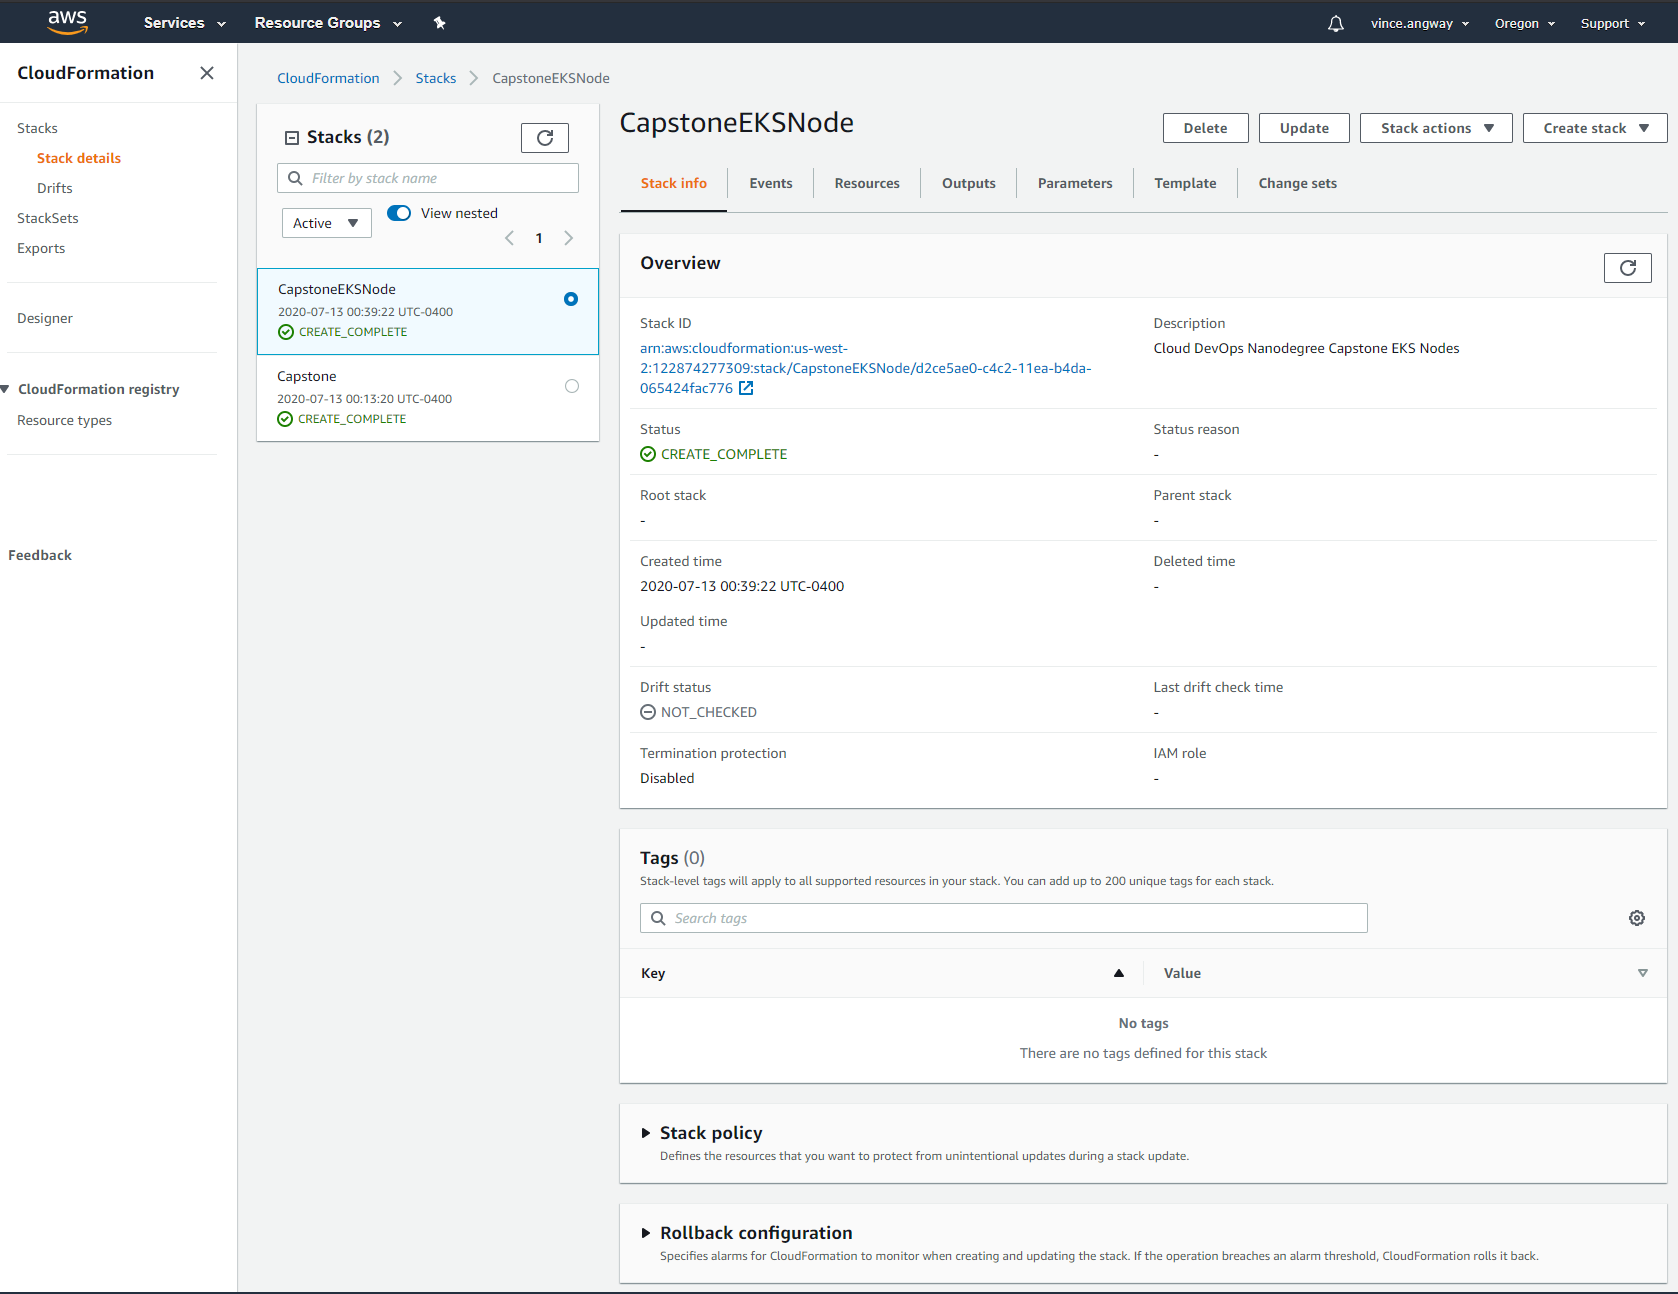 aws
Services
Resource Groups
vince.angway
Oregon
Support
CloudFormation
Stacks
Stack details
Drifts
StackSets
Exports
Designer
CloudFormation registry
Resource types
Feedback
CloudFormation
Stacks
CapstoneEKSNode
Stacks (2)
Filter by stack name
Active
View nested
1
CapstoneEKSNode
2020-07-13 00:39:22 UTC-0400
CREATE_COMPLETE
Capstone
2020-07-13 00:13:20 UTC-0400
CREATE_COMPLETE
CapstoneEKSNode
Delete
Update
Stack actions
Create stack
Stack info
Events
Resources
Outputs
Parameters
Template
Change sets
Overview
Stack ID
arn:aws:cloudformation:us-west-
2:122874277309:stack/CapstoneEKSNode/d2ce5ae0-c4c2-11ea-b4da-
065424fac776
Description
Cloud DevOps Nanodegree Capstone EKS Nodes
Status
CREATE_COMPLETE
Status reason
-
Root stack
-
Parent stack
-
Created time
2020-07-13 00:39:22 UTC-0400
Deleted time
-
Updated time
-
Drift status
NOT_CHECKED
Last drift check time
-
Termination protection
Disabled
IAM role
-
Tags (0)
Stack-level tags will apply to all supported resources in your stack. You can add up to 200 unique tags for each stack.
Search tags
Key
Value
No tags
There are no tags defined for this stack
Stack policy
Defines the resources that you want to protect from unintentional updates during a stack update.
Rollback configuration
Specifies alarms for CloudFormation to monitor when creating and updating the stack. If the operation breaches an alarm threshold, CloudFormation rolls it back.